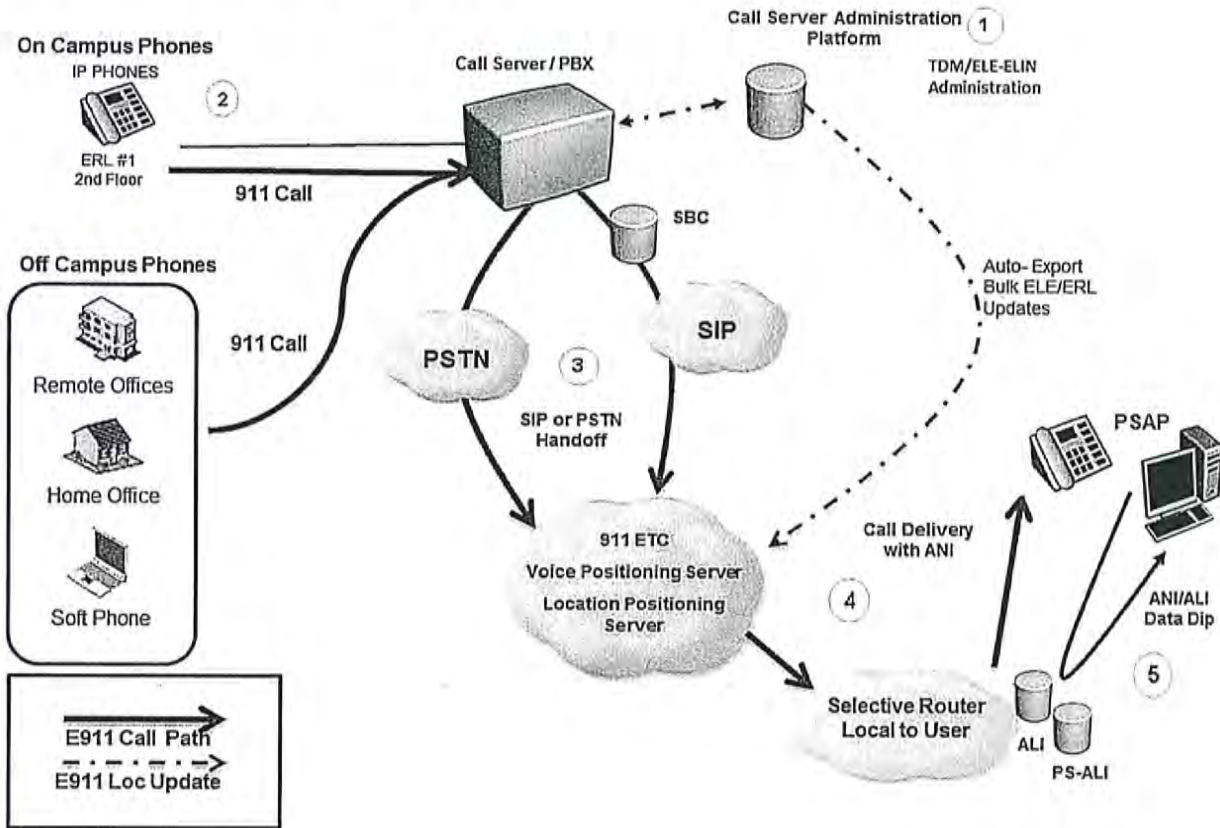 Call Server Administration
Platform
1
TDM/ELE-ELIN
Administration
On Campus Phones
IP PHONES
2
ERL #1
2nd Floor
911 Call
Call Server / PBX
SBC
Off Campus Phones
Remote Offices
Home Office
Soft Phone
911 Call
PSTN
SIP
3
SIP or PSTN
Handoff
Auto- Export
Bulk ELE/ERL
Updates
911 ETC
Voice Positioning Server
Location Positioning
Server
4
Call Delivery
with ANI
PSAP
ANI/ALI
Data Dip
5
Selective Router
Local to User
ALI
PS-ALI
E911 Call Path
E911 Loc Update